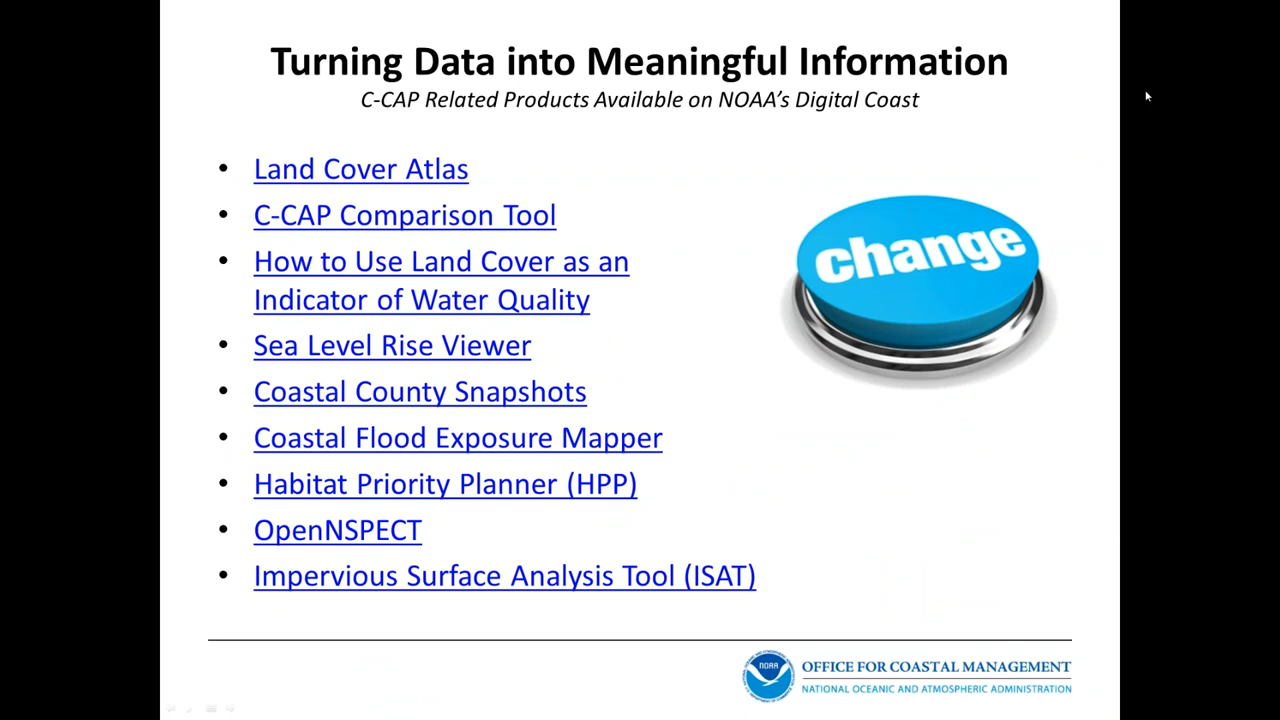 Turning Data into Meaningful Information
C-CAP Related Products Available on NOAA's Digital Coast
• Land Cover Atlas
• C-CAP Comparison Tool
• How to Use Land Cover as an
Indicator of Water Quality
• Sea Level Rise Viewer
• Coastal County Snapshots
• Coastal Flood Exposure Mapper
• Habitat Priority Planner (HPP)
• OpenNSPECT
• Impervious Surface Analysis Tool (ISAT)
change
NOAA
OFFICE FOR COASTAL MANAGEMENT
NATIONAL OCEANIC AND ATMOSPHERIC ADMINISTRATION